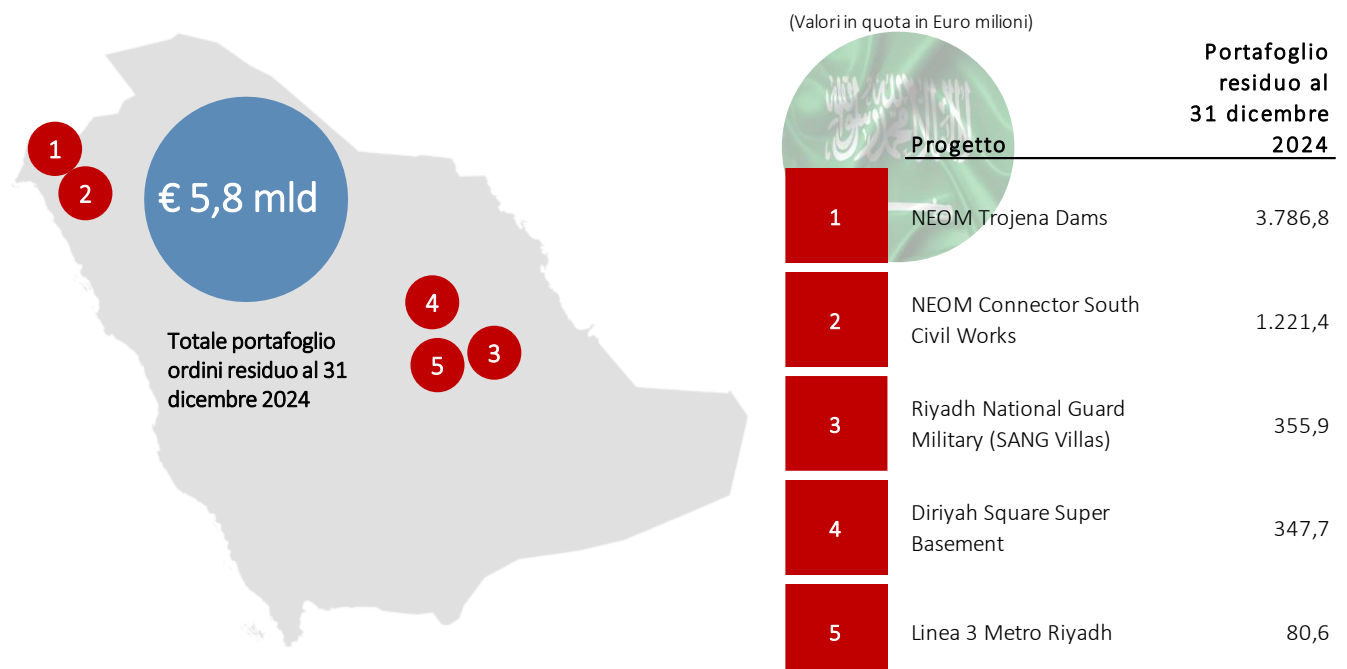 1
2
€ 5,8 mld
4
5
3
Totale portafoglio
ordini residuo al 31
dicembre 2024
(Valori in quota in Euro milioni)
Progetto
Portafoglio
residuo al
31 dicembre
2024
1
NEOM Trojena Dams
3.786,8
2
NEOM Connector South
Civil Works
1.221,4
3
Riyadh National Guard
Military (SANG Villas)
355,9
4
Diriyah Square Super
Basement
347,7
5
Linea 3 Metro Riyadh
80,6